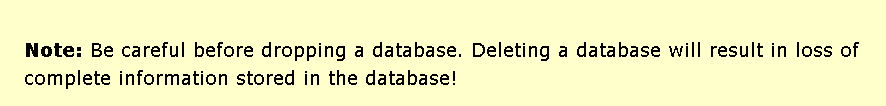 Note: Be careful before dropping a database. Deleting a database will result in loss of
complete information stored in the database!